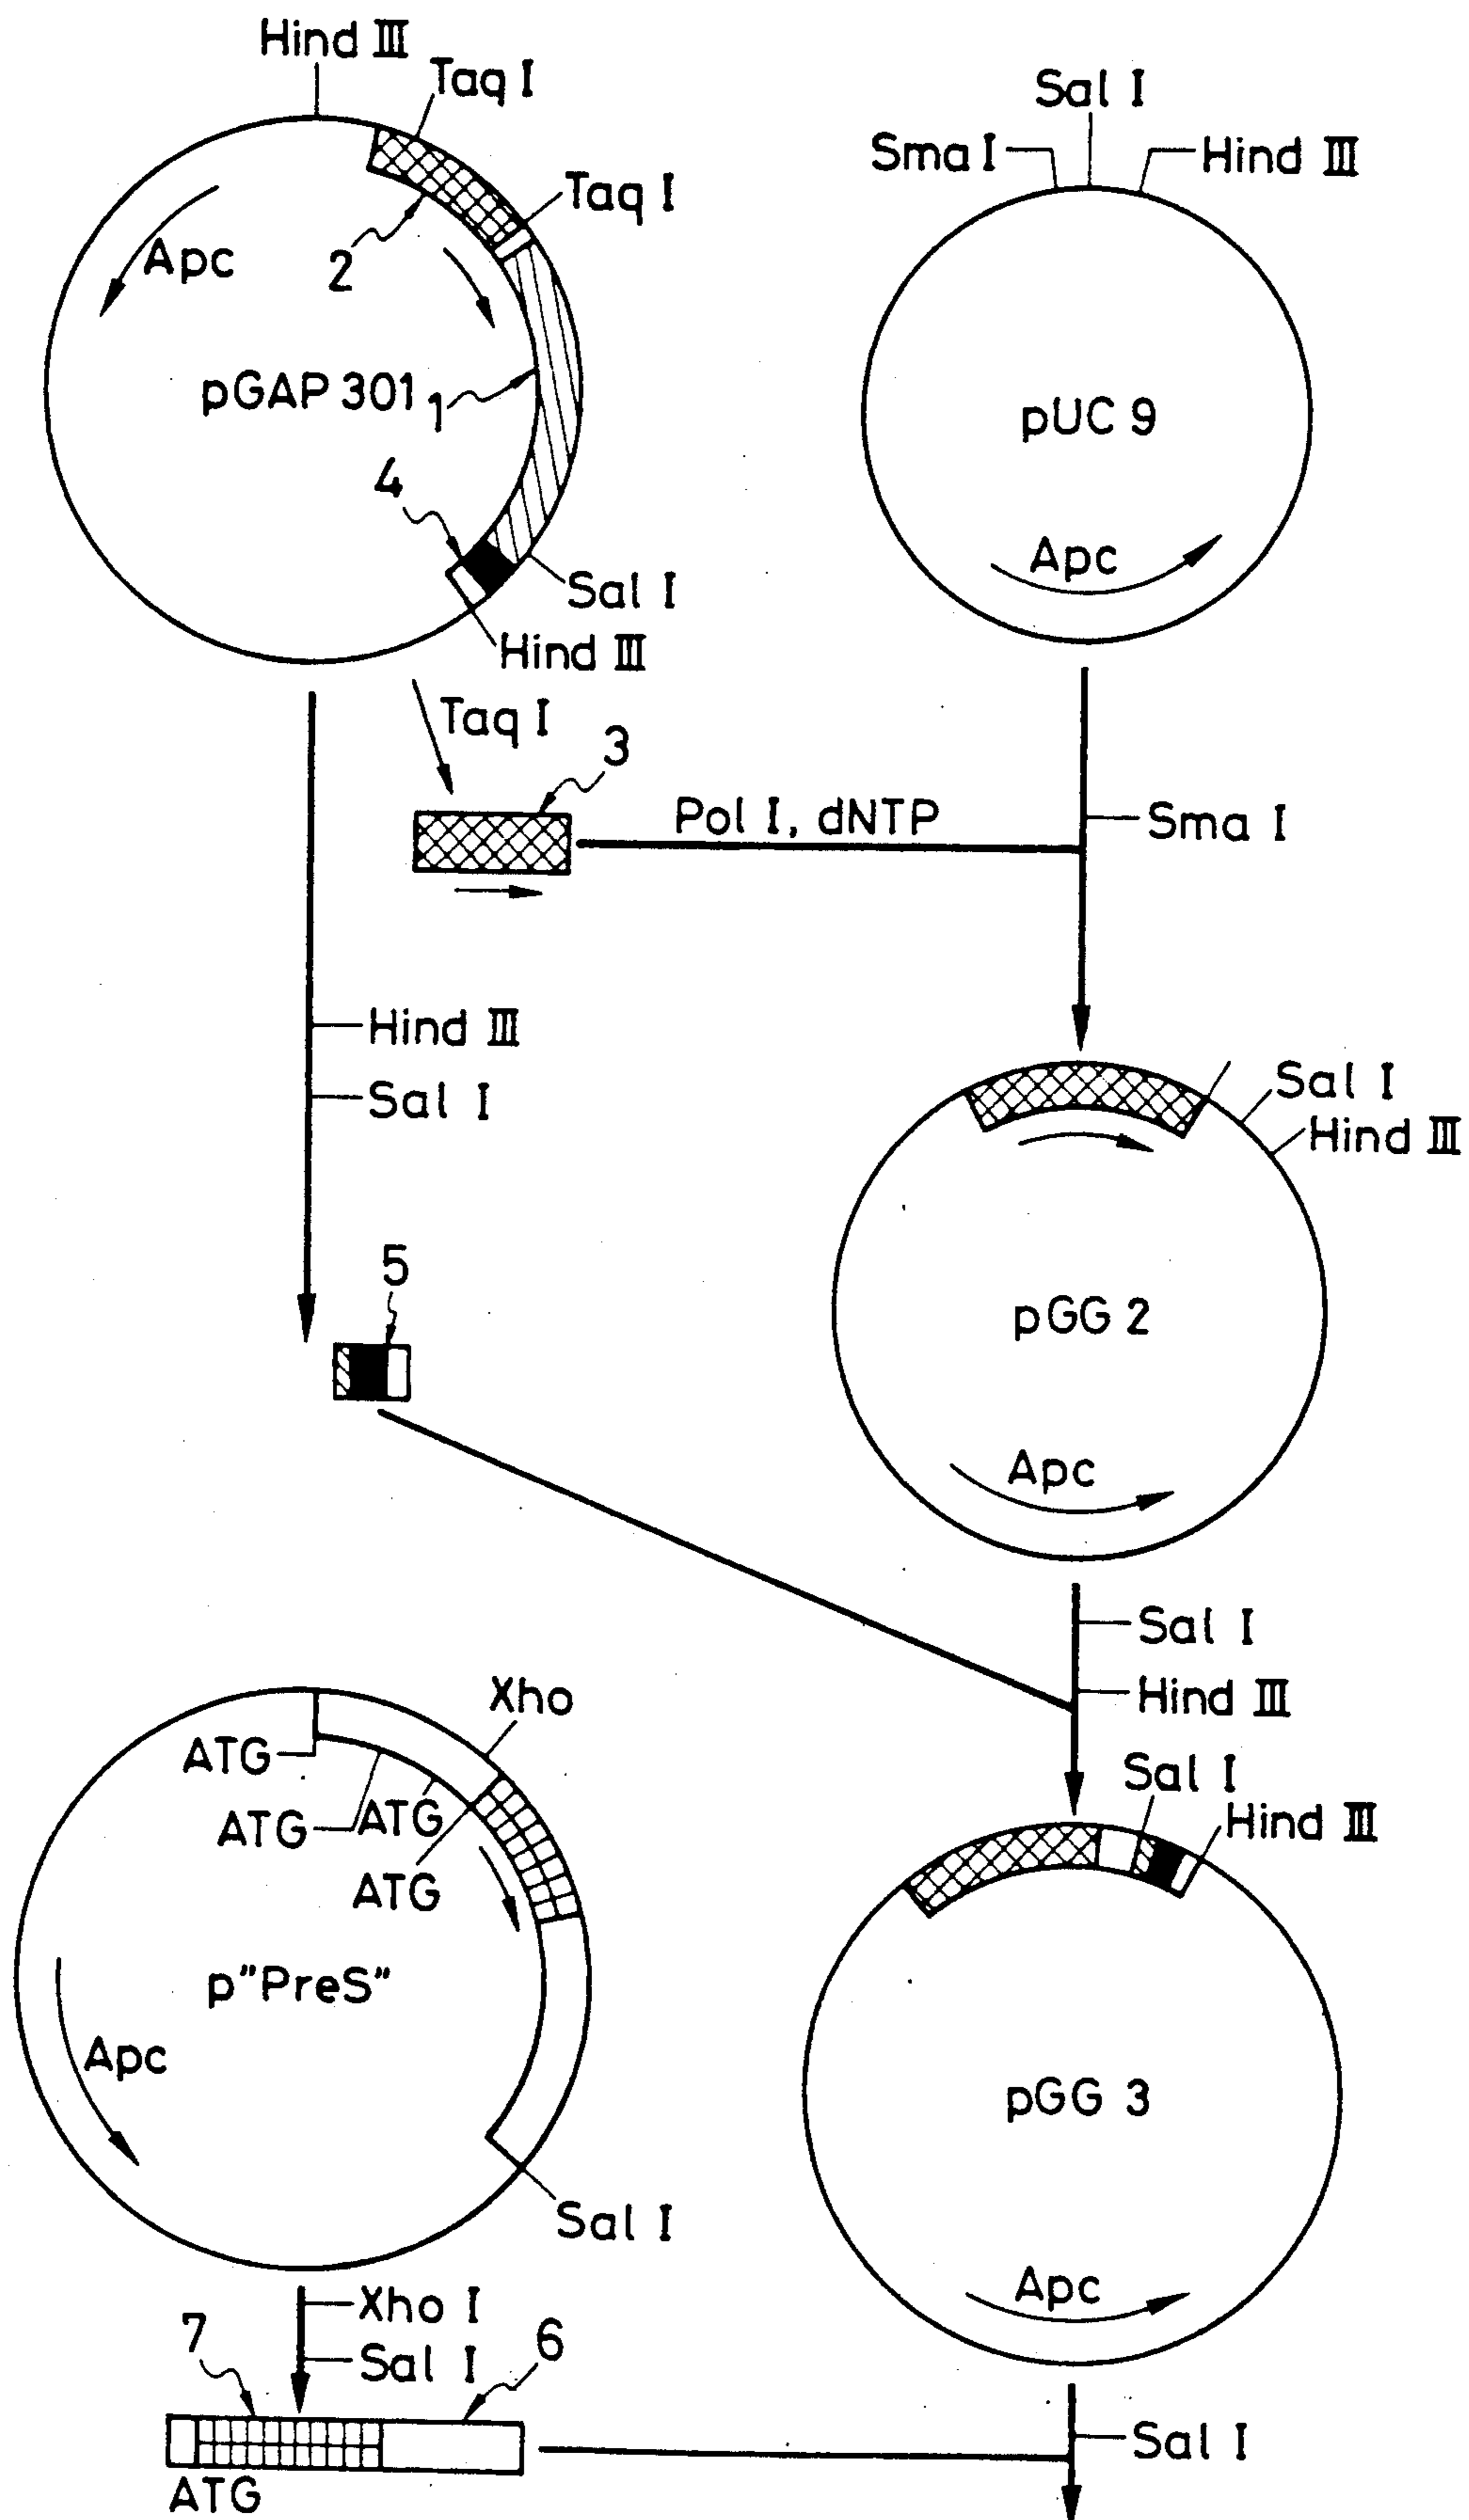 Hind III
Taq I
Taq I
2
Apc
pGAP 301
1
4
Sal I
Hind III
Sal I
Sma I
Hind III
pUC 9
Apc
Taq I
3
Pol I, dNTP
Sma I
Hind III
Sal I
5
Sal I
Hind III
pGG 2
Apc
Sal I
Hind III
Xho
ATG
ATG
ATG
ATG
p"PreS"
Apc
Sal I
Sal I
Hind III
pGG 3
Apc
Xho I
Sal I
7
6
ATG
Sal I